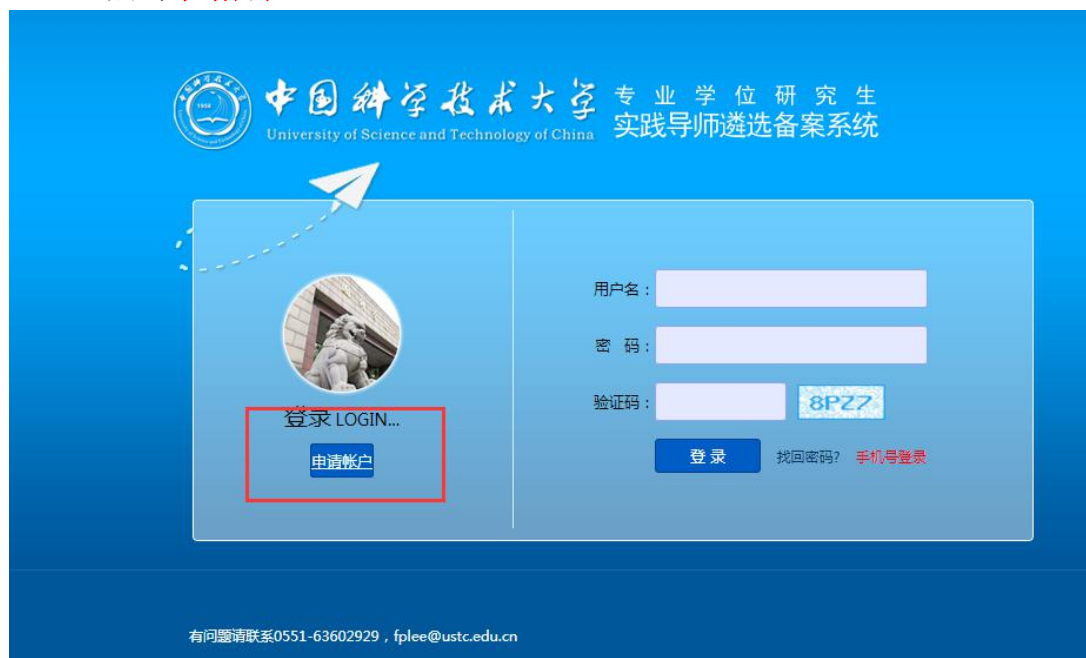 中国科学技术大学
University of Science and Technology of China
专业学位研究生
实践导师遴选备案系统
登录 LOGIN...
申请帐户
用户名：
密 码：
验证码：
8PZ7
登录 找回密码? 手机号登录
有问题请联系0551-63602929，fplee@ustc.edu.cn